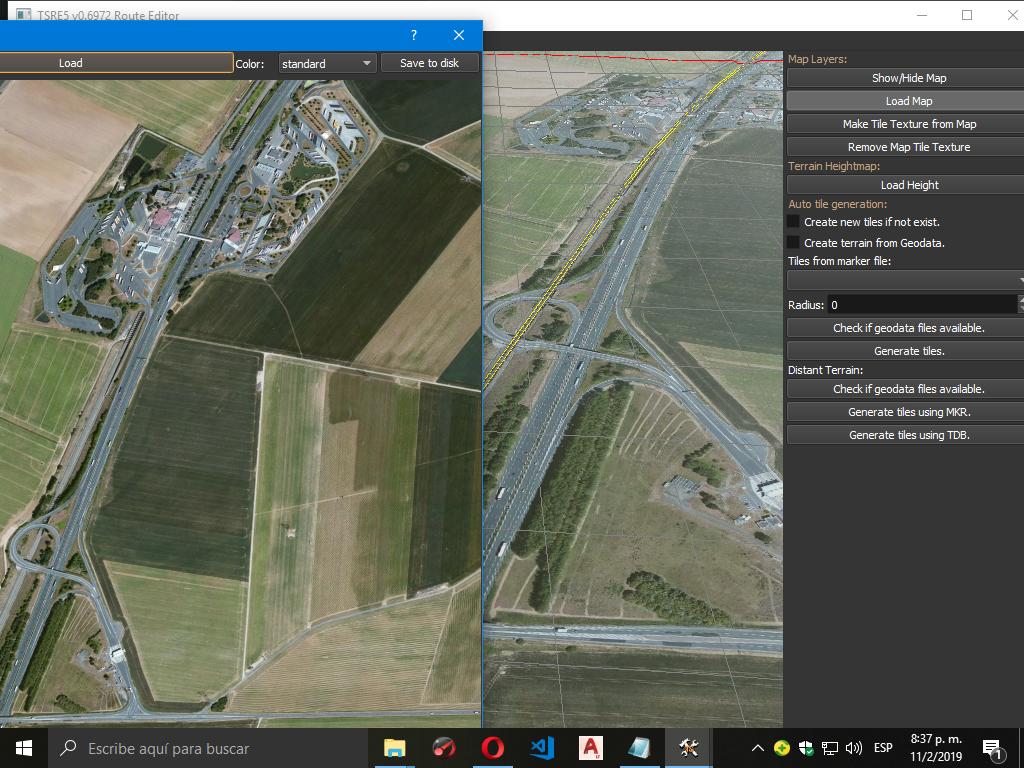 TSRE5 v0.6972 Route Editor
?
Load
Color:
standard
Save to disk
Map Layers:
Show/Hide Map
Load Map
Make Tile Texture from Map
Remove Map Tile Texture
Terrain Heightmap:
Load Height
Auto tile generation:
Create new tiles if not exist.
Create terrain from Geodata.
Tiles from marker file:
Radius: 0
Check if geodata files available.
Generate tiles.
Distant Terrain:
Check if geodata files available.
Generate tiles using MKR.
Generate tiles using TDB.
Escribe aquí para buscar
ESP
8:37 p. m.
11/2/2019
1